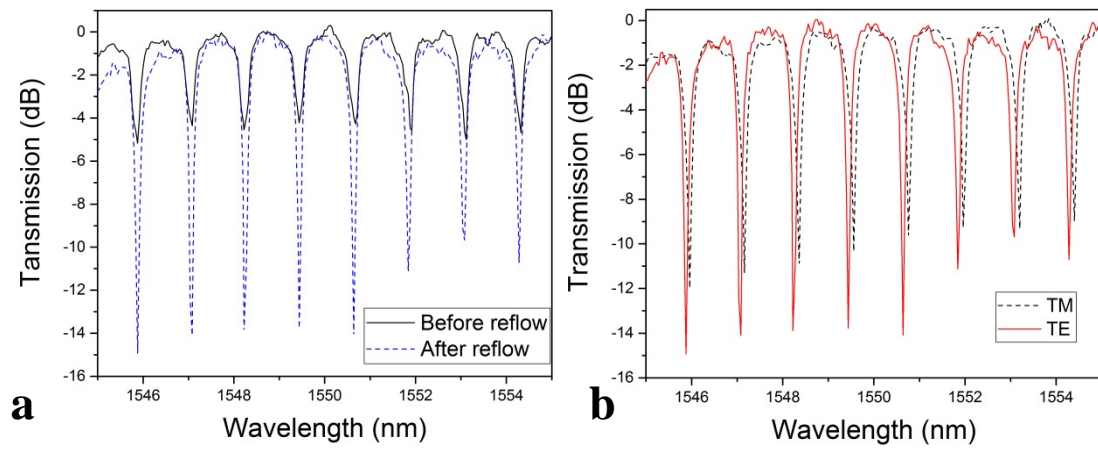 0
-2
-4
-6
-8
-10
-12
-14
-16
Tansmission (dB)
Before reflow
After reflow
1546 1548 1550 1552 1554
Wavelength (nm)
a
0
-2
-4
-6
-8
-10
-12
-14
-16
Transmission (dB)
TM
TE
1546 1548 1550 1552 1554
Wavelength (nm)
b